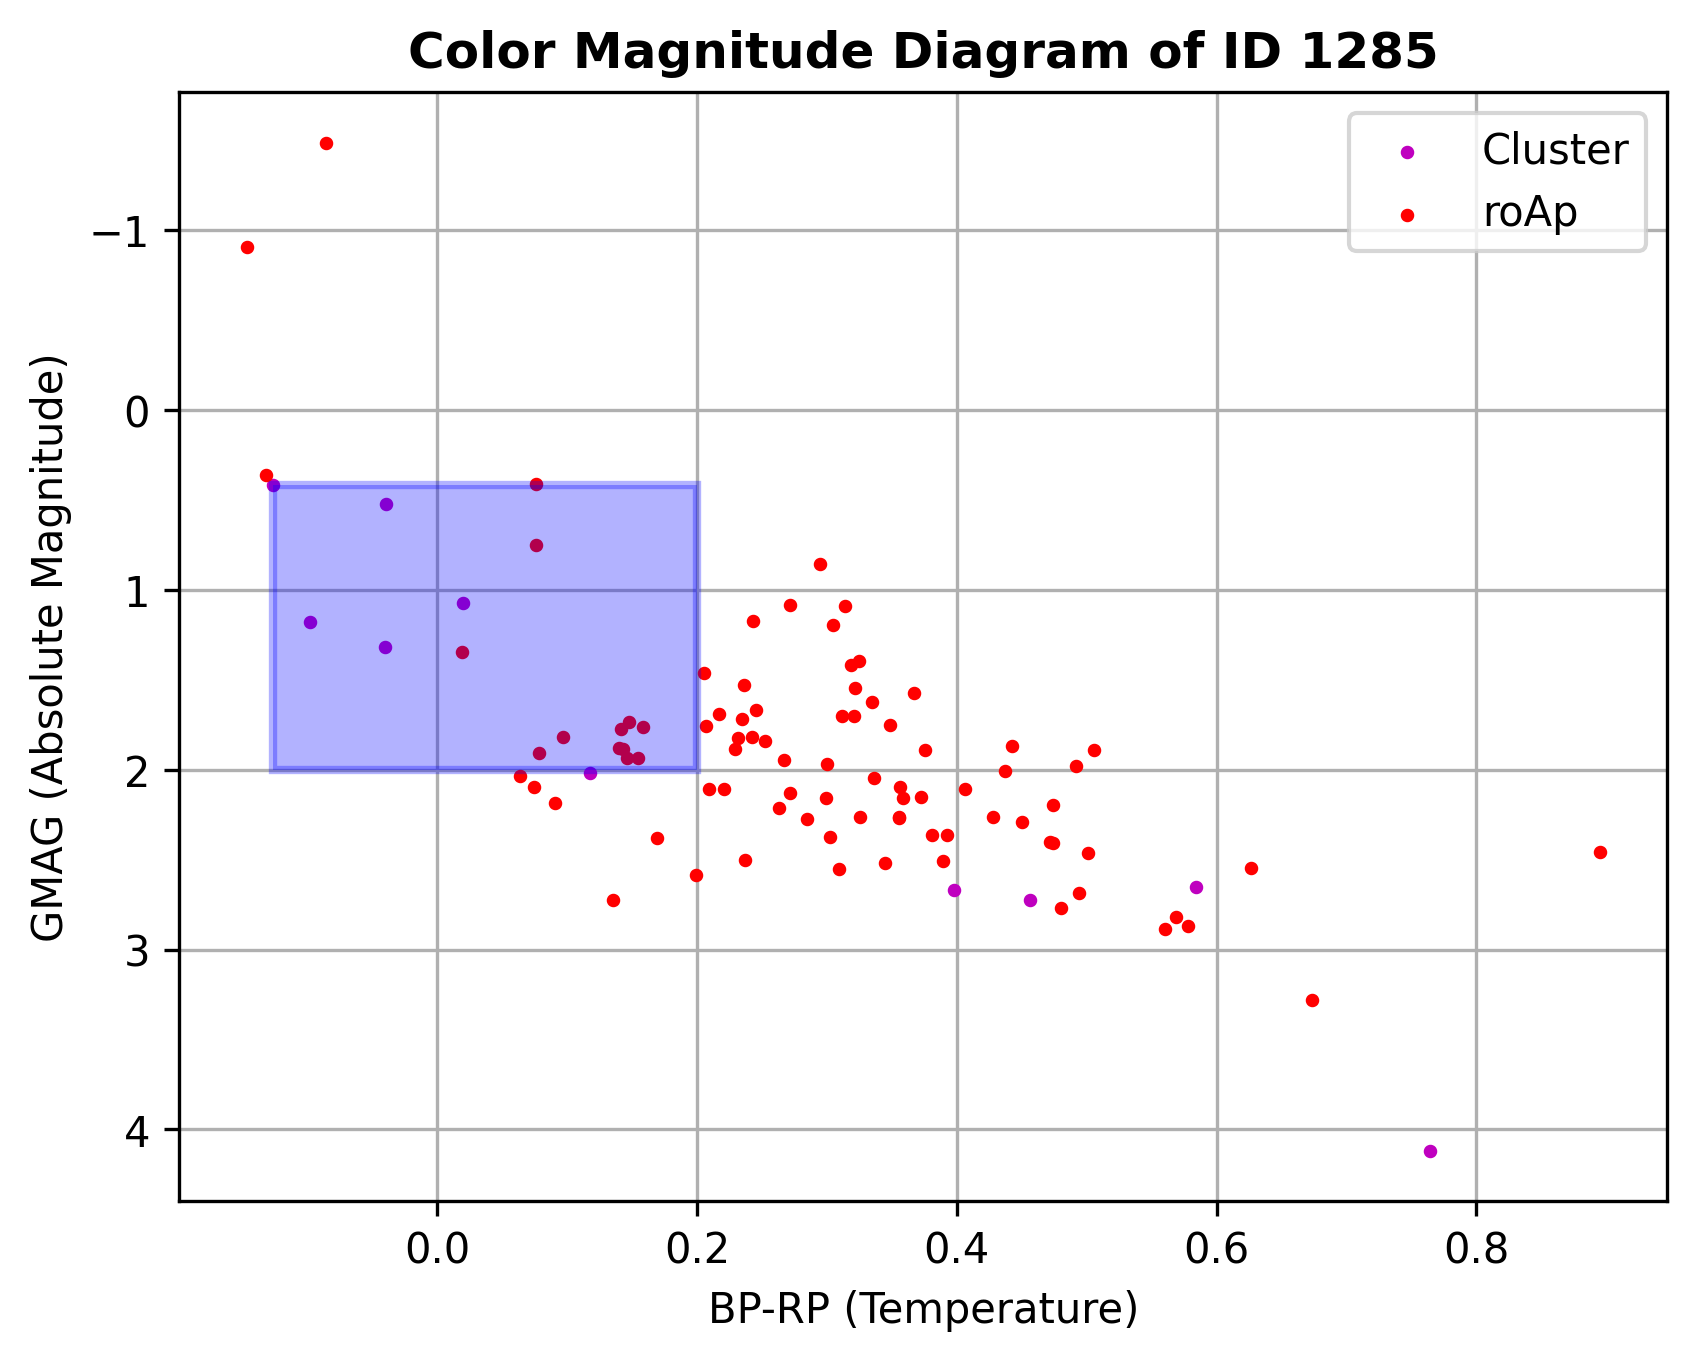 Color Magnitude Diagram of ID 1285
Cluster
roAp
−1
0
1
2
3
4
GMAG (Absolute Magnitude)
0.0 0.2 0.4 0.6 0.8
BP-RP (Temperature)